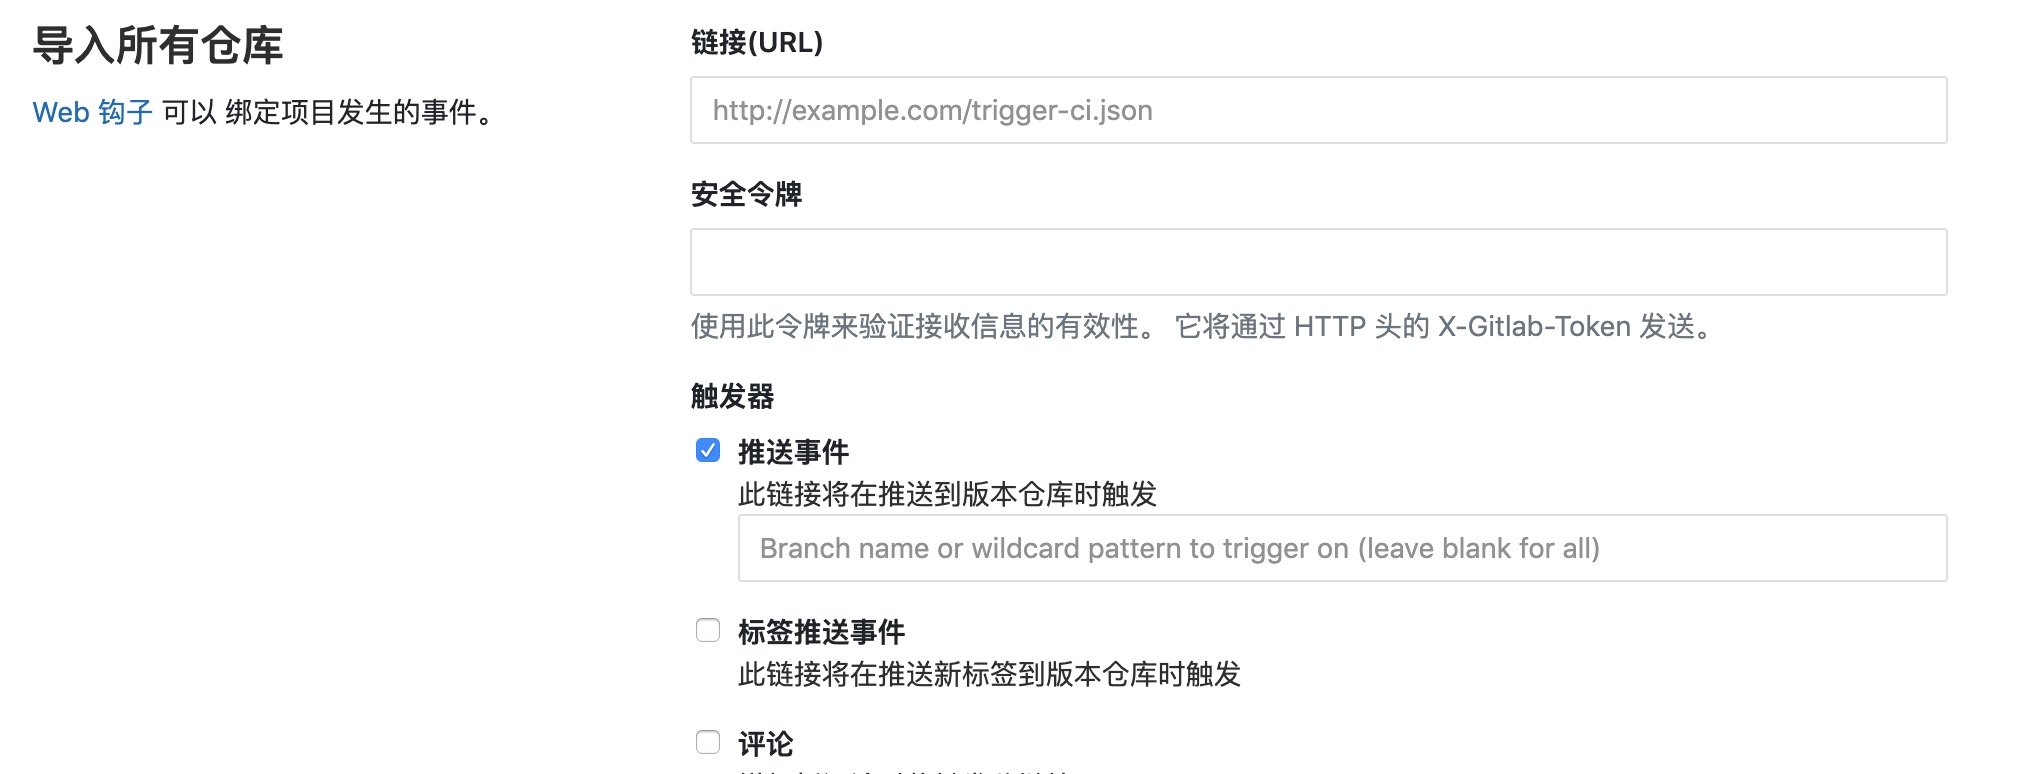 导入所有仓库
Web 钩子 可以 绑定项目发生的事件。
链接(URL)
http://example.com/trigger-ci.json
安全令牌
使用此令牌来验证接收信息的有效性。 它将通过 HTTP 头的 X-Gitlab-Token 发送。
触发器
推送事件
此链接将在推送到版本仓库时触发
Branch name or wildcard pattern to trigger on (leave blank for all)
标签推送事件
此链接将在推送新标签到版本仓库时触发
评论